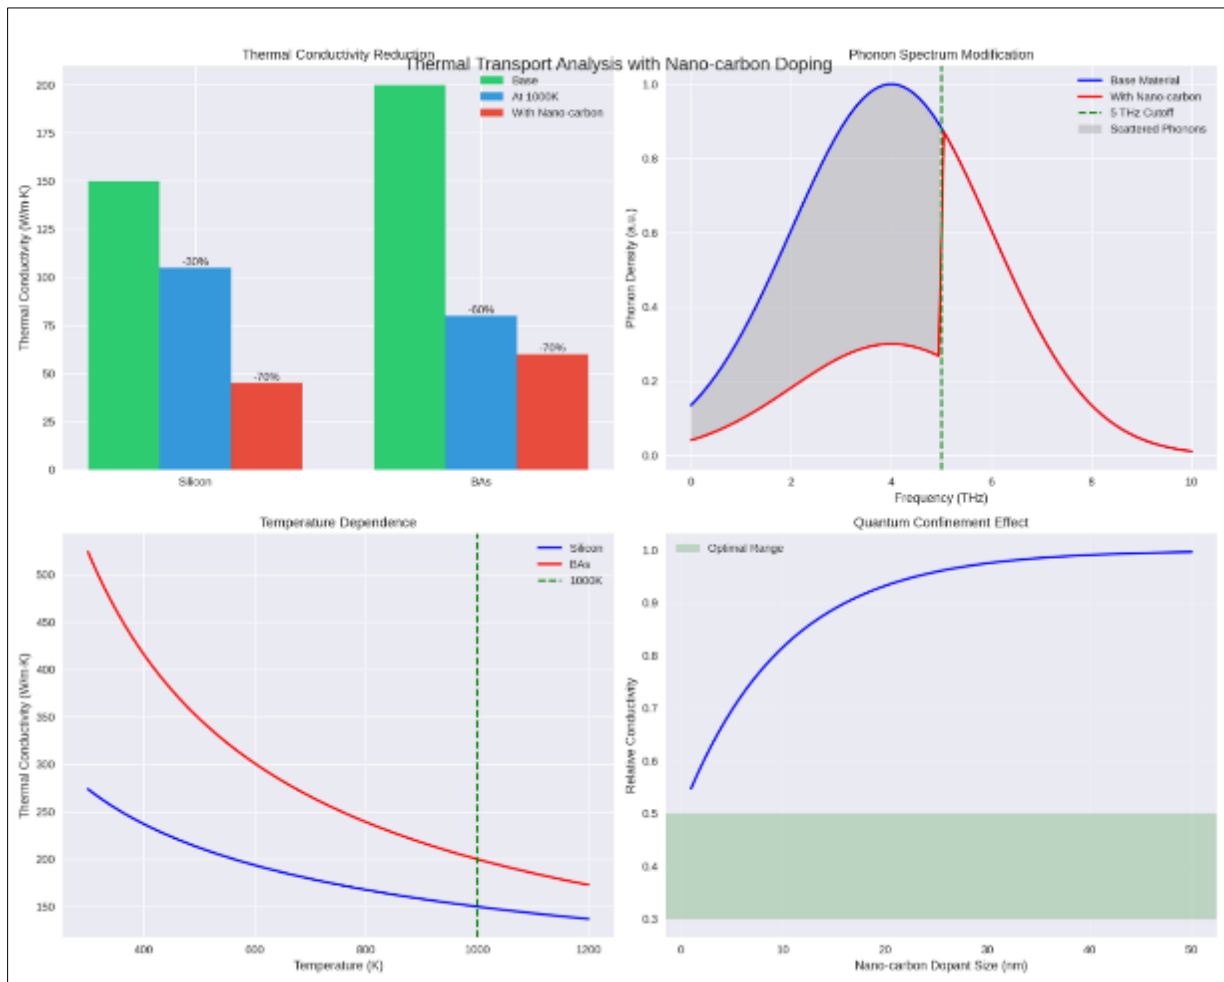 Thermal Transport Analysis with Nano-carbon Doping
Thermal Conductivity Reduction
Thermal Conductivity (W/m·K)
200
175
150
125
100
75
50
25
0
Base
At 1000K
With Nano-carbon
-30%
-70%
-60%
-70%
Silicon
BAs
Phonon Spectrum Modification
Phonon Density (a.u.)
1.0
0.8
0.6
0.4
0.2
0.0
Base Material
With Nano-carbon
5 THz Cutoff
Scattered Phonons
0 2 4 6 8 10
Frequency (THz)
Temperature Dependence
Thermal Conductivity (W/m·K)
500
450
400
350
300
250
200
150
Silicon
BAs
1000K
400 600 800 1000 1200
Temperature (K)
Quantum Confinement Effect
Relative Conductivity
1.0
0.9
0.8
0.7
0.6
0.5
0.4
0.3
Optimal Range
0 10 20 30 40 50
Nano-carbon Dopant Size (nm)